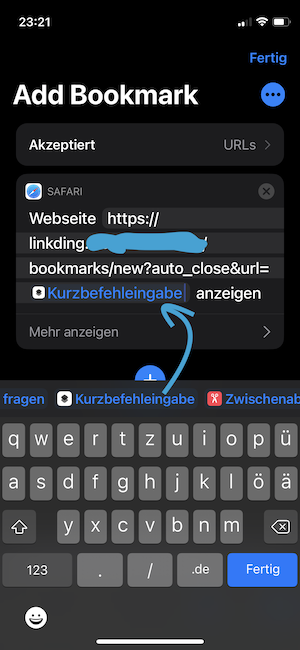 23:21
Fertig
Add Bookmark
Akzeptiert URLs
SAFARI
Webseite https://
linkding. /
bookmarks/new?auto_close&url=
Kurzbefehleingabe anzeigen
Mehr anzeigen
fragen Kurzbefehleingabe Zwischenab
q w e r t z u i o p ü
a s d f g h j k l ö ä
y x c v b n m
123 . / .de Fertig